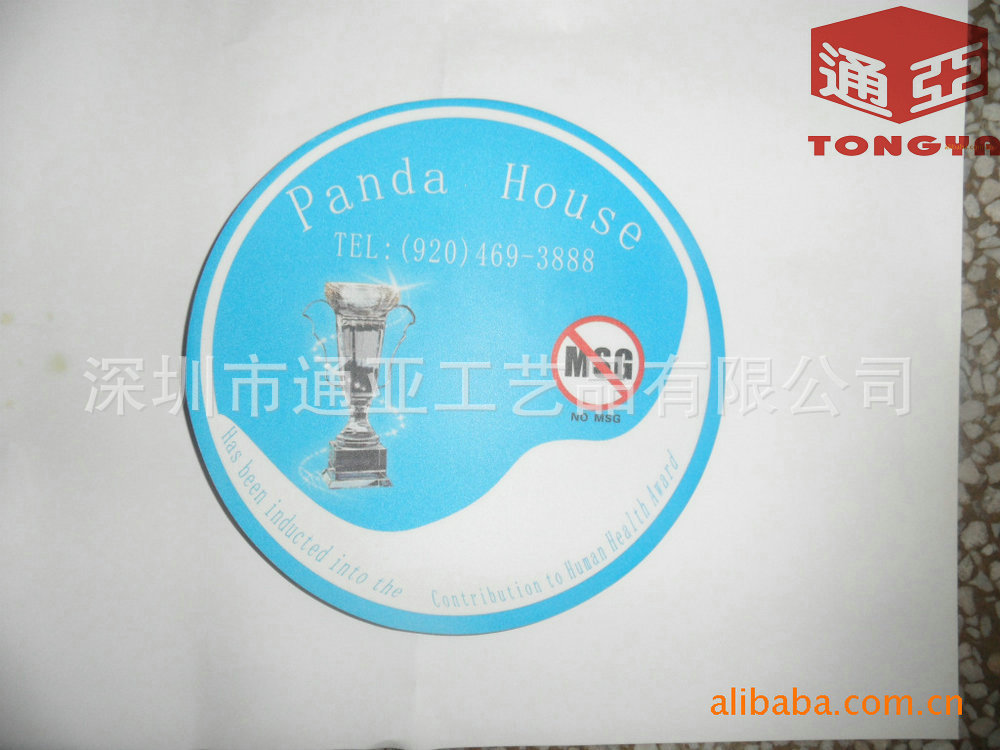 通亞
TONGYA
Panda House
TEL:(920)469-3888
MSG
NO MSG
深圳市通亚工艺品有限公司
Has been inducted into the Contribution to Human Health Award
alibaba.com.cn